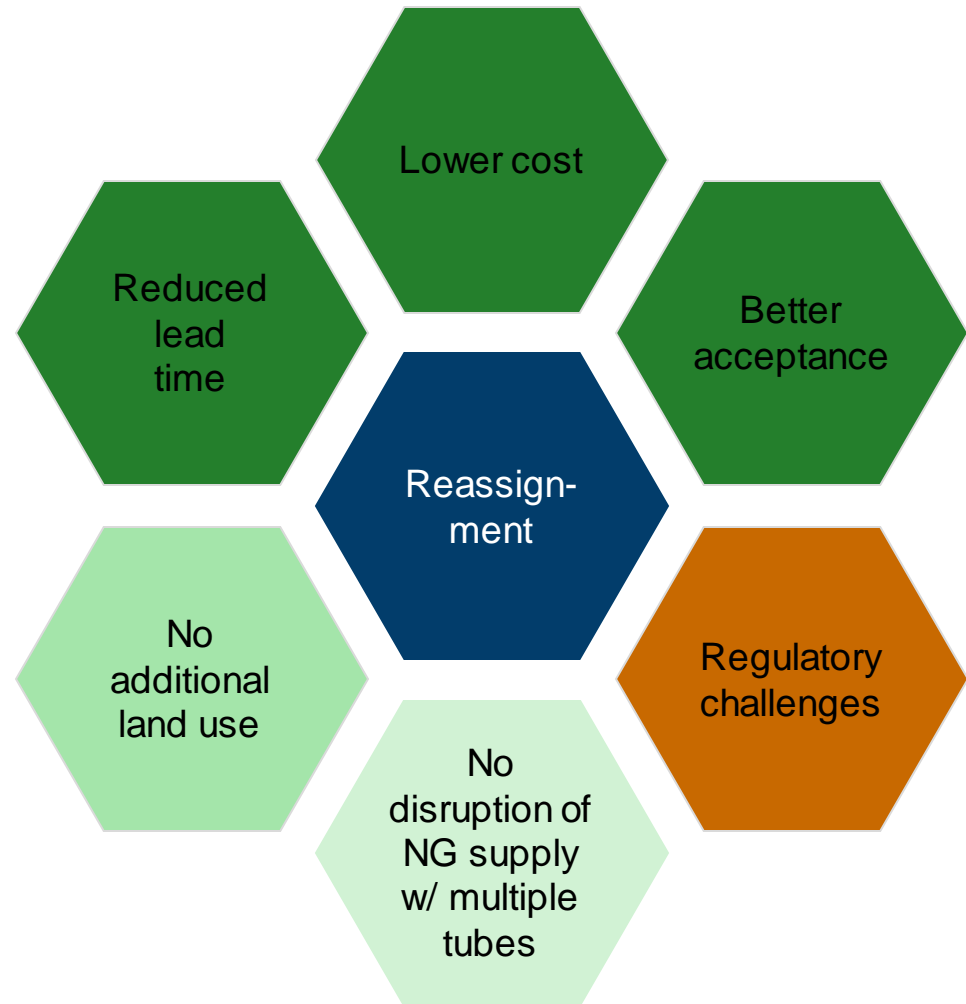 Lower cost
Reduced
lead
time
Better
acceptance
Reassign-
ment
No
additional
land use
Regulatory
challenges
No
disruption of
NG supply
w/ multiple
tubes